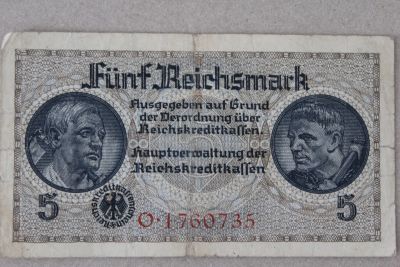 Fünf Reichsmark
Ausgegeben auf Grund
der Verordnung über
Reichskreditkassen.
Hauptverwaltung der
Reichskreditkassen
5
5
O·1760735